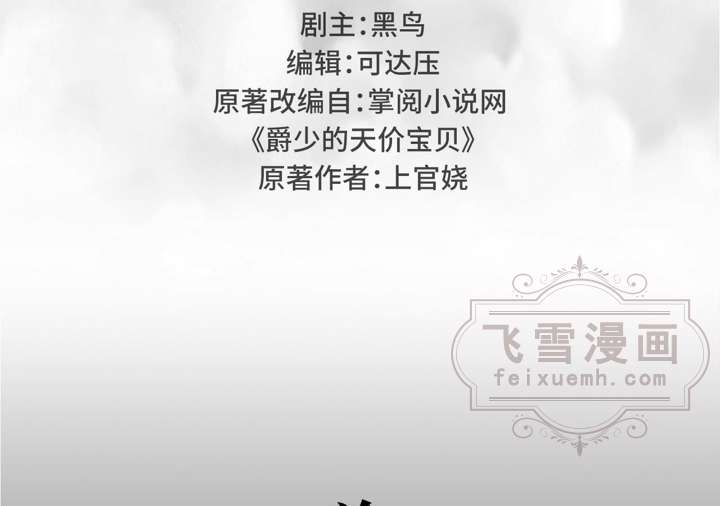 剧主：黑鸟
编辑：可达压
原著改编自：掌阅小说网
《爵少的天价宝贝》
原著作者：上官娆
飞雪漫画
feixuemh.com